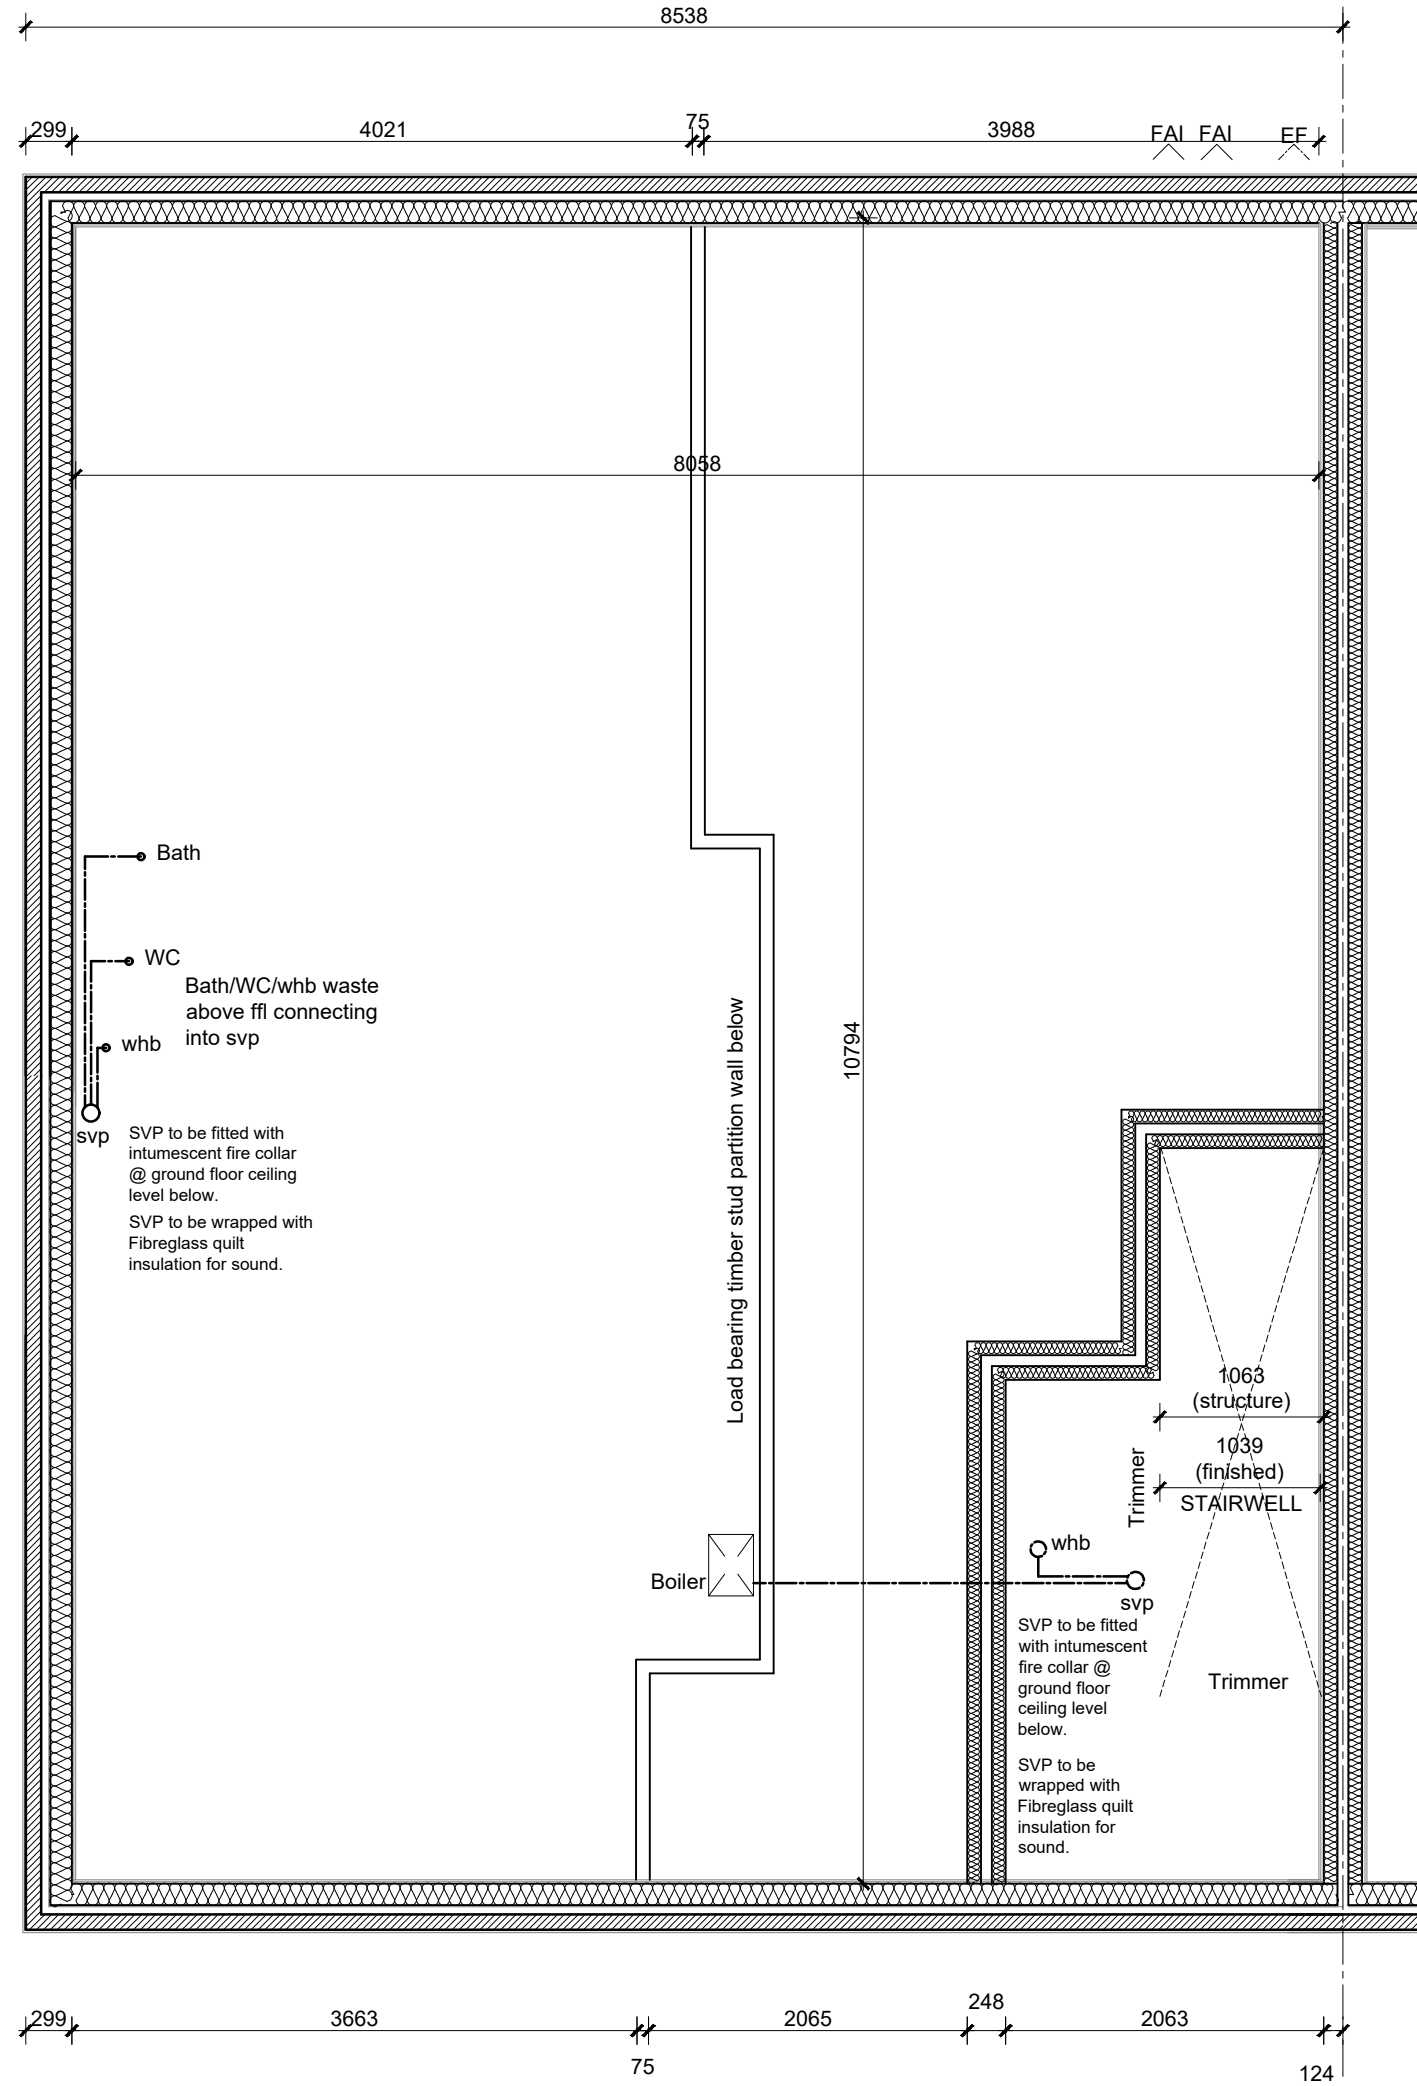 8538
299
4021
75
3988
FAI
FAI
EF
8058
Bath
WC
Bath/WC/whb waste
above ffl connecting
into svp
whb
svp
SVP to be fitted with
intumescent fire collar
@ ground floor ceiling
level below.
SVP to be wrapped with
Fibreglass quilt
insulation for sound.
Load bearing timber stud partition wall below
10794
1063
(structure)
1039
(finished)
STAIRWELL
Trimmer
whb
Boiler
svp
SVP to be fitted
with intumescent
fire collar @
ground floor
ceiling level
below.
Trimmer
SVP to be
wrapped with
Fibreglass quilt
insulation for
sound.
299
3663
75
2065
248
2063
124